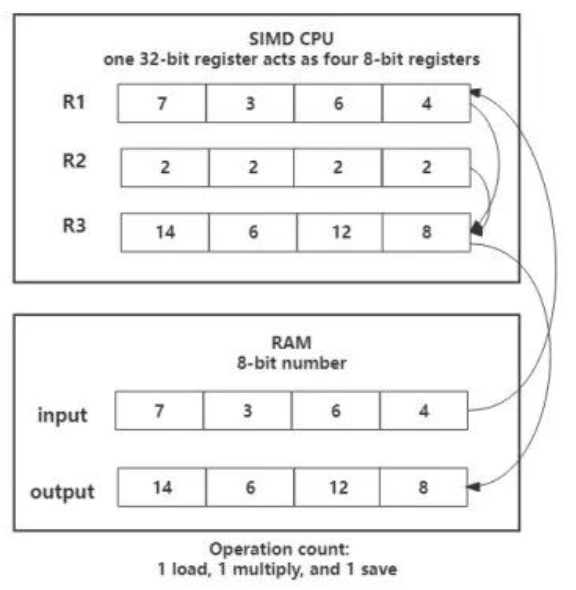 SIMD CPU
one 32-bit register acts as four 8-bit registers
R1 7 3 6 4
R2 2 2 2 2
R3 14 6 12 8
RAM
8-bit number
input 7 3 6 4
output 14 6 12 8
Operation count:
1 load, 1 multiply, and 1 save